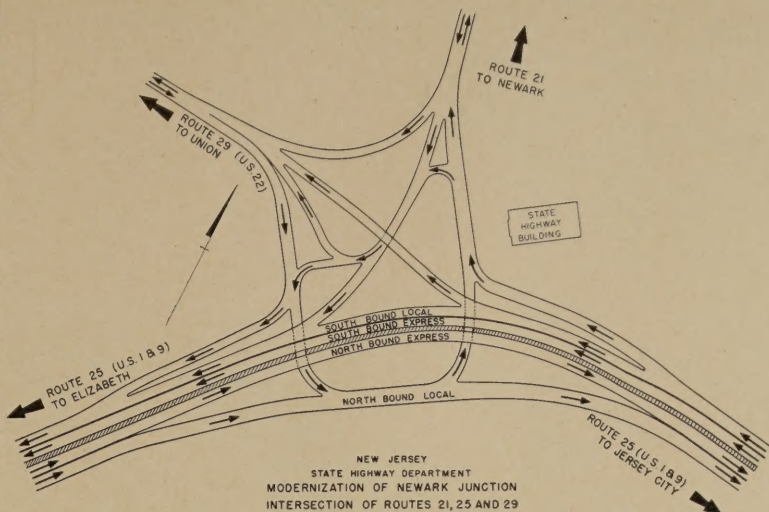 ROUTE 21
TO NEWARK
ROUTE 29 (U.S. 22)
TO UNION
STATE
HIGHWAY
BUILDING
SOUTH BOUND LOCAL
SOUTH BOUND EXPRESS
NORTH BOUND EXPRESS
ROUTE 25 (U.S. 1 & 9)
TO ELIZABETH
NORTH BOUND LOCAL
ROUTE 25 (U.S. 1 & 9)
TO JERSEY CITY
NEW JERSEY
STATE HIGHWAY DEPARTMENT
MODERNIZATION OF NEWARK JUNCTION
INTERSECTION OF ROUTES 21, 25 AND 29